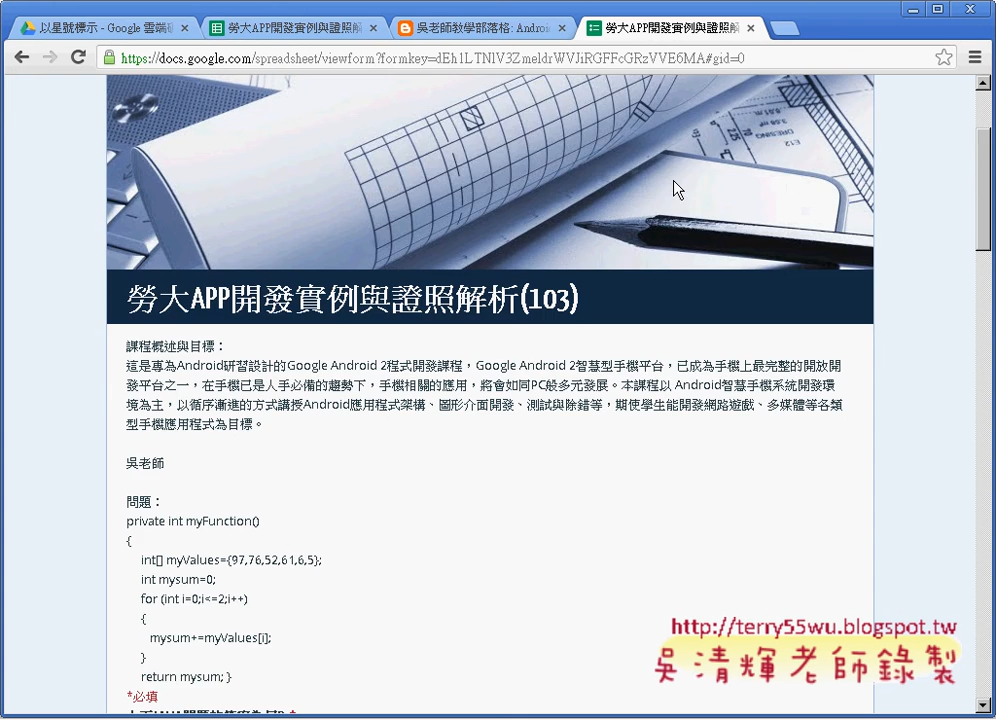 以星號標示 - Google 雲端硬
勞大APP開發實例與證照解
吳老師教學部落格: Androi
勞大APP開發實例與證照解
https://docs.google.com/spreadsheet/viewform?formkey=dEh1LTNlV3ZmeldrWVJiRGFFcGRzVVE6MA#gid=0
勞大APP開發實例與證照解析(103)
課程概述與目標：
這是專為Android研習設計的Google Android 2程式開發課程，Google Android 2智慧型手機平台，已成為手機上最完整的開放開
發平台之一，在手機已是人手必備的趨勢下，手機相關的應用，將會如同PC般多元發展。本課程以 Android智慧手機系統開發環
境為主，以循序漸進的方式講授Android應用程式架構、圖形介面開發、測試與除錯等，期使學生能開發網路遊戲、多媒體等各類
型手機應用程式為目標。
吳老師
問題：
private int myFunction()
{
int[] myValues={97,76,52,61,6,5};
int mysum=0;
for (int i=0;i<=2;i++)
{
mysum+=myValues[i];
}
return mysum; }
*必填
http://terry55wu.blogspot.tw
吳清輝老師錄製